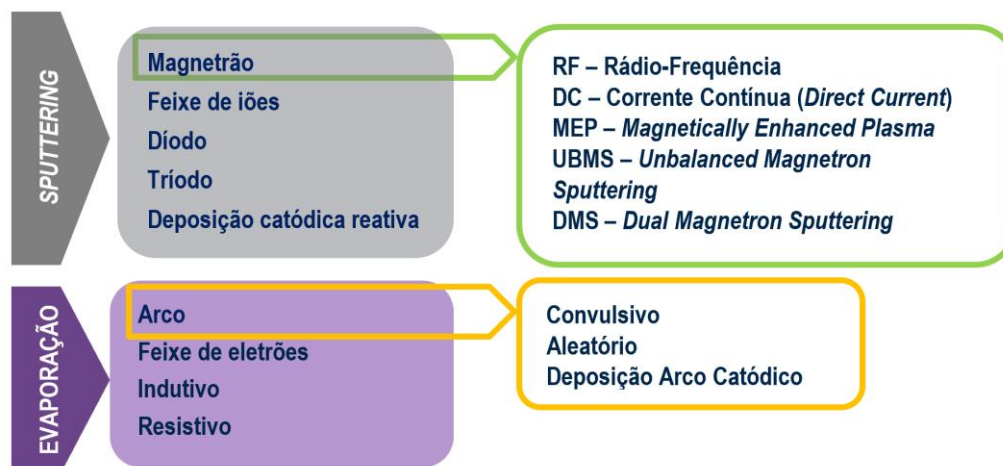 SPUTTERING
Magnetrão
Feixe de iões
Díodo
Tríodo
Deposição catódica reativa
RF – Rádio-Frequência
DC – Corrente Contínua (Direct Current)
MEP – Magnetically Enhanced Plasma
UBMS – Unbalanced Magnetron
Sputtering
DMS – Dual Magnetron Sputtering
EVAPORAÇÃO
Arco
Feixe de eletrões
Indutivo
Resistivo
Convulsivo
Aleatório
Deposição Arco Catódico